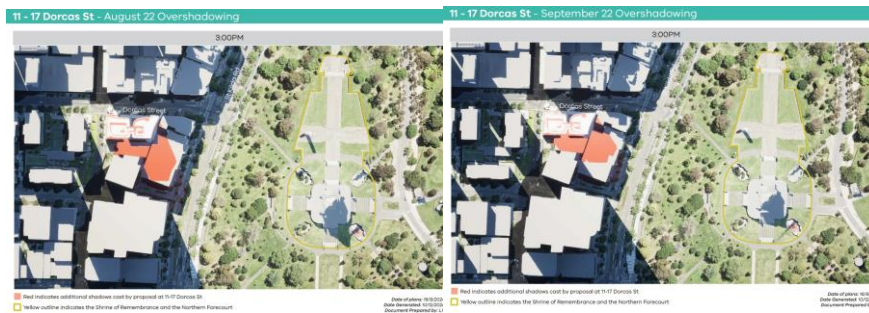 11 - 17 Dorcas St - August 22 Overshadowing
3:00PM
Dorcas Street
Red indicates additional shadows cast by proposal at 11-17 Dorcas St
Yellow outline indicates the Shrine of Remembrance and the Northern Forecourt
Date of plans:
Date Generated:
Document Prepared by:
11 - 17 Dorcas St - September 22 Overshadowing
3:00PM
Dorcas Street
Red indicates additional shadows cast by proposal at 11-17 Dorcas St
Yellow outline indicates the Shrine of Remembrance and the Northern Forecourt
Date of plans:
Date Generated:
Document Prepared by: